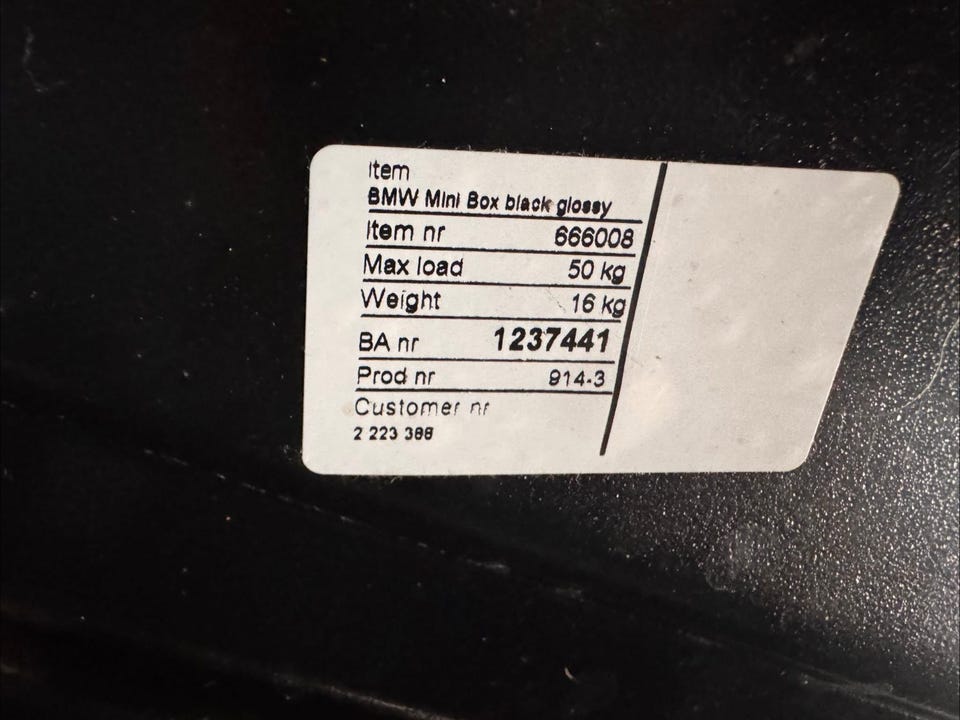 Item
BMW Mini Box black glossy
Item nr 666008
Max load 50 kg
Weight 16 kg
BA nr 1237441
Prod nr 914-3
Customer nr
2 223 388